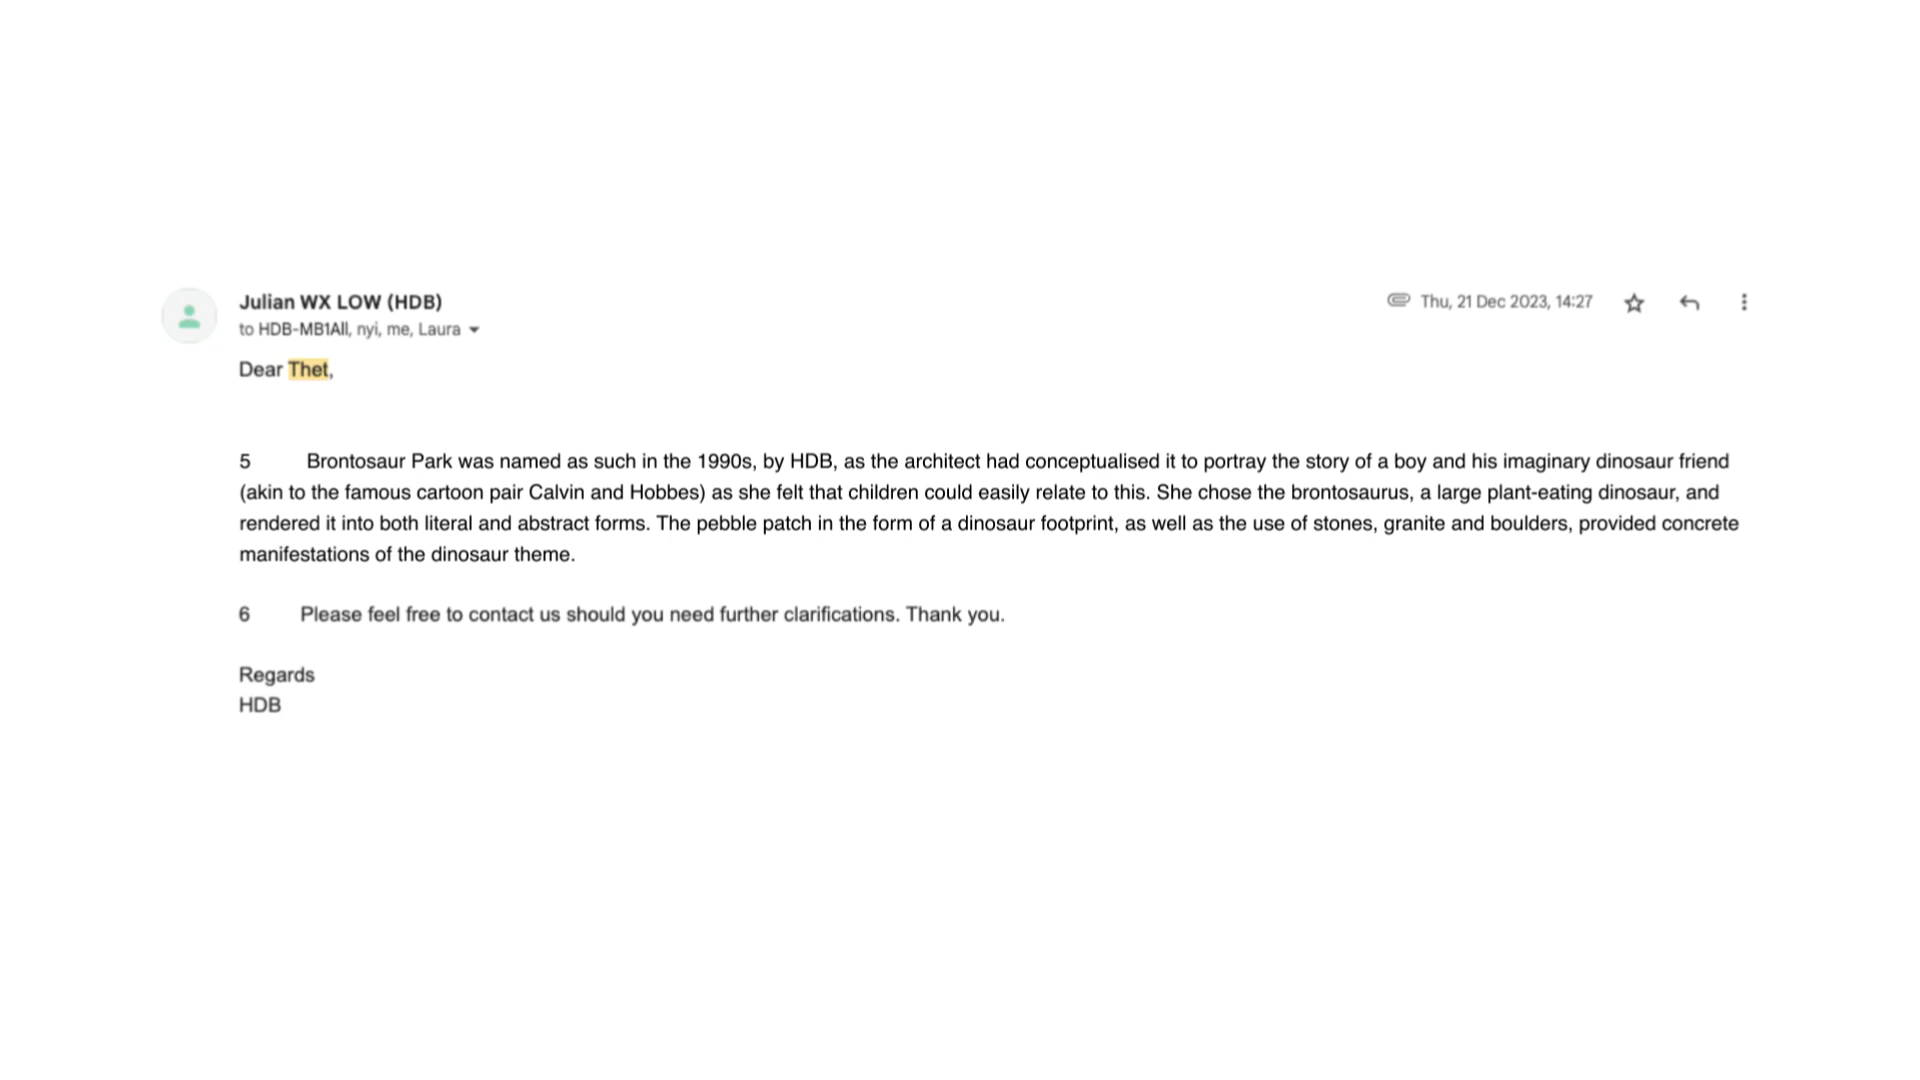 Julian WX LOW (HDB)
Thu, 21 Dec 2023, 14:27
to HDB-MB1All, nyi, me, Laura
Dear Thet,
5 Brontosaur Park was named as such in the 1990s, by HDB, as the architect had conceptualised it to portray the story of a boy and his imaginary dinosaur friend
(akin to the famous cartoon pair Calvin and Hobbes) as she felt that children could easily relate to this. She chose the brontosaurus, a large plant-eating dinosaur, and
rendered it into both literal and abstract forms. The pebble patch in the form of a dinosaur footprint, as well as the use of stones, granite and boulders, provided concrete
manifestations of the dinosaur theme.
6 Please feel free to contact us should you need further clarifications. Thank you.
Regards
HDB